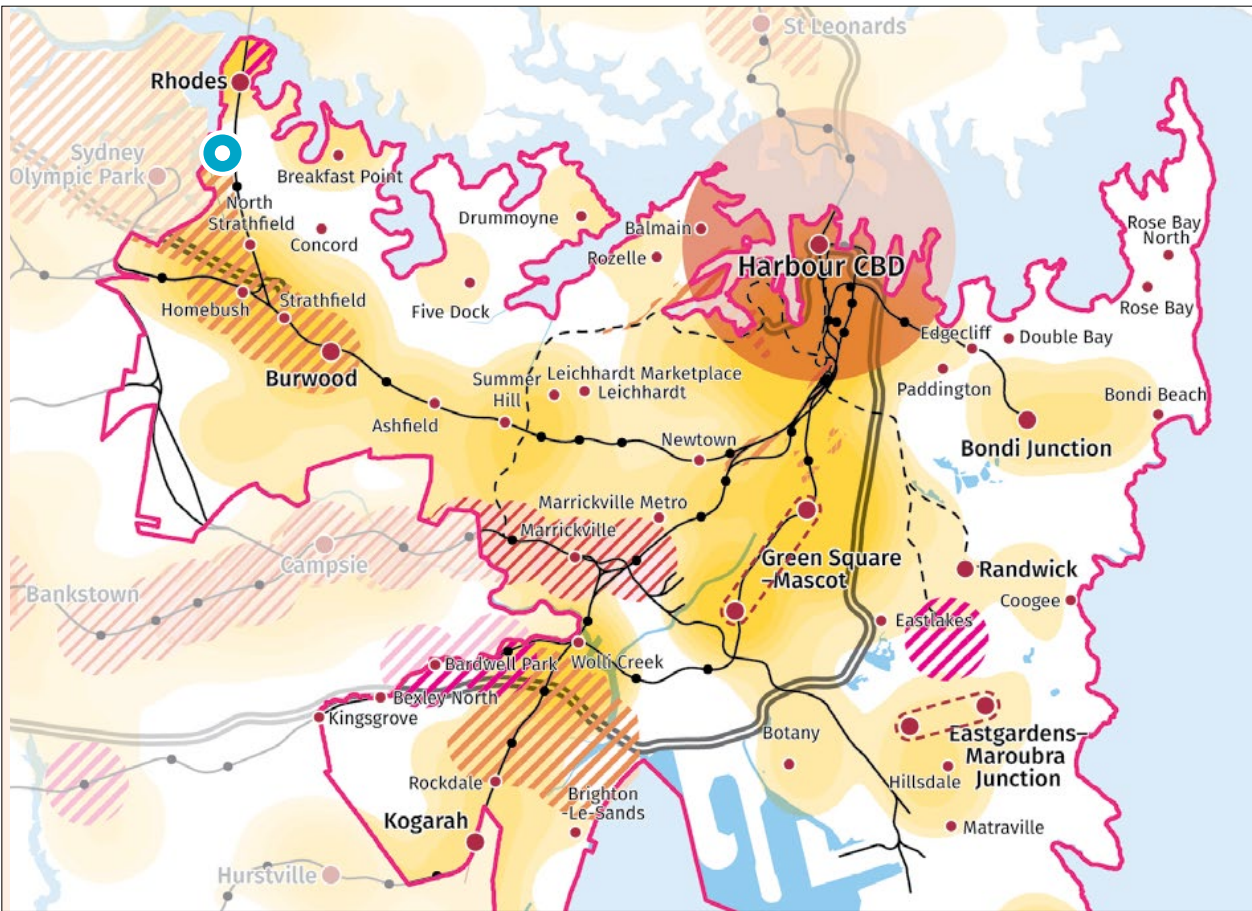 St Leonards
Rhodes
Sydney
Olympic Park
Breakfast Point
North
Strathfield
Concord
Drummoyne
Balmain
Rozelle
Harbour CBD
Rose Bay
North
Rose Bay
Homebush
Strathfield
Five Dock
Burwood
Edgecliff
Double Bay
Paddington
Bondi Beach
Summer
Hill
Leichhardt Marketplace
Leichhardt
Ashfield
Newtown
Bondi Junction
Marrickville Metro
Marrickville
Campsie
Bankstown
Green Square
–Mascot
Randwick
Coogee
Eastlakes
Wolli Creek
Bardwell Park
Bexley North
Kingsgrove
Botany
Eastgardens–
Maroubra
Junction
Hillsdale
Rockdale
Brighton
-Le-Sands
Kogarah
Matraville
Hurstville